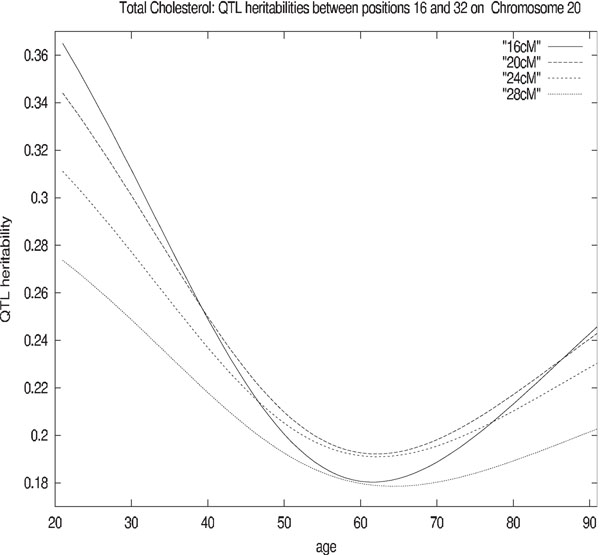 Total Cholesterol: QTL heritabilities between positions 16 and 32 on Chromosome 20
"16cM"
"20cM"
"24cM"
"28cM"
0.36
0.34
0.32
0.3
0.28
0.26
0.24
0.22
0.2
0.18
QTL heritability
20 30 40 50 60 70 80 90
age